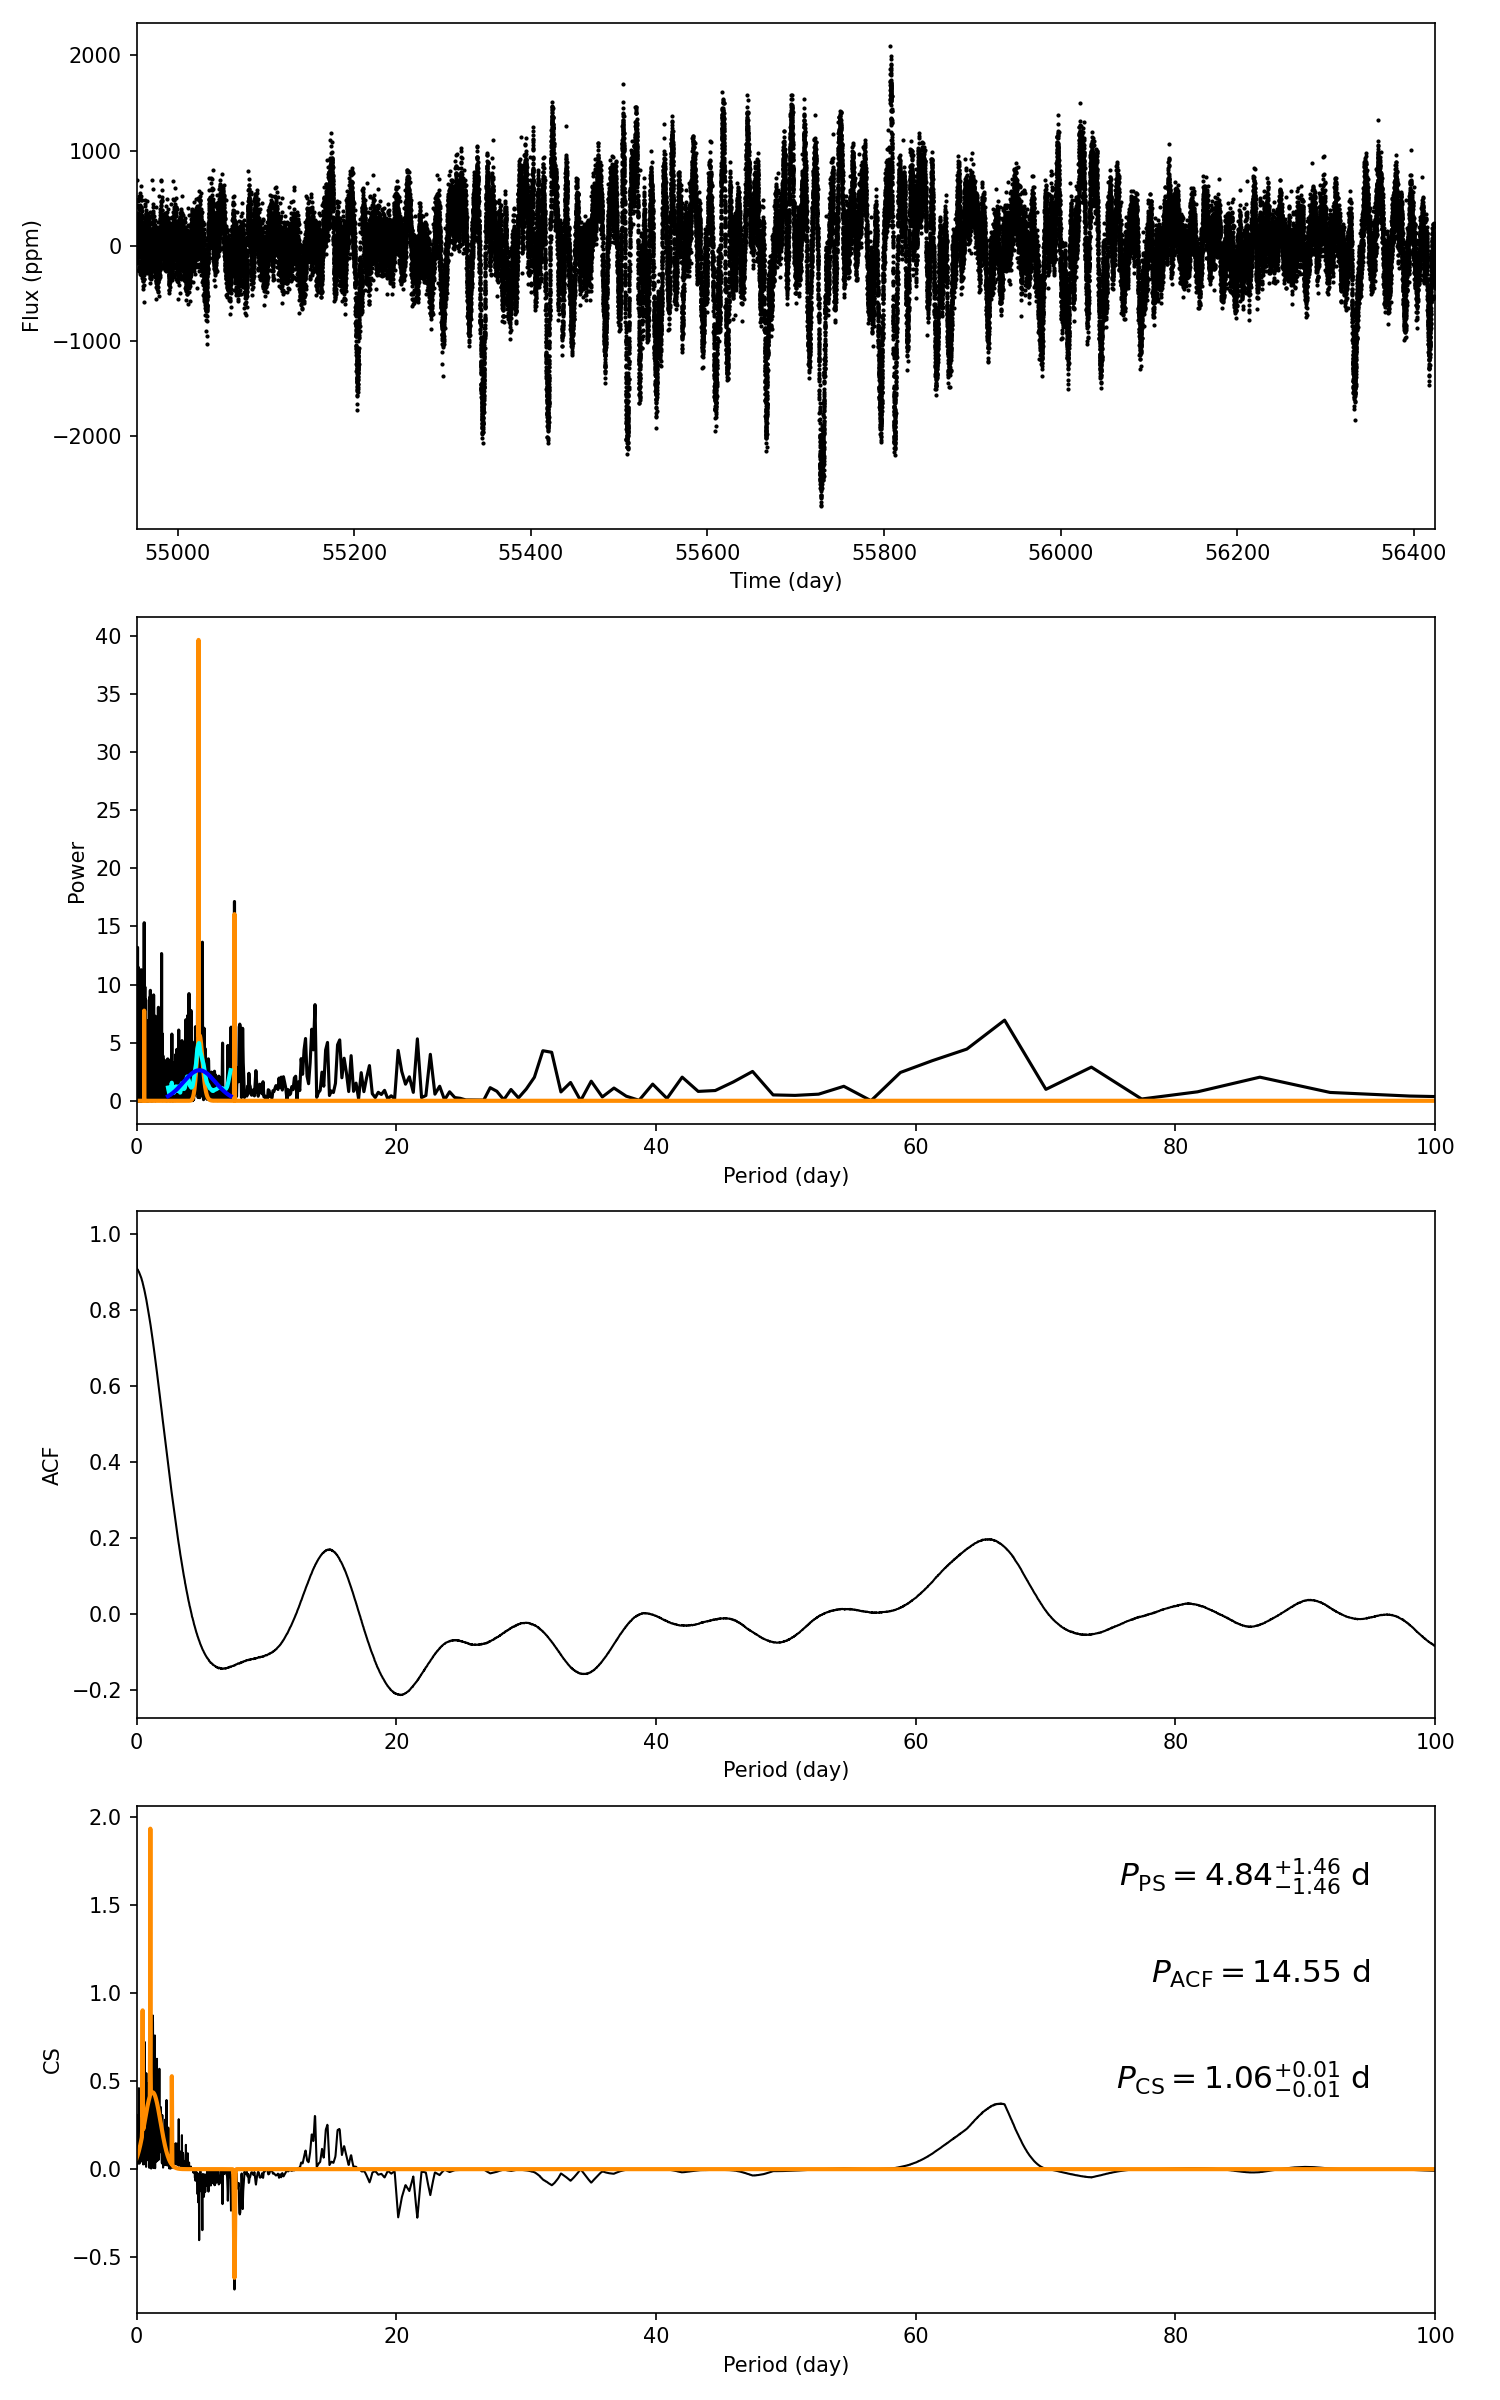 2000
1000
0
−1000
−2000
Flux (ppm)
55000 55200 55400 55600 55800 56000 56200 56400
Time (day)
40
35
30
25
20
15
10
5
0
Power
0 20 40 60 80 100
Period (day)
1.0
0.8
0.6
0.4
0.2
0.0
−0.2
ACF
0 20 40 60 80 100
Period (day)
2.0
1.5
1.0
0.5
0.0
−0.5
CS
P_PS = 4.84^{+1.46}_{−1.46} d
P_ACF = 14.55 d
P_CS = 1.06^{+0.01}_{−0.01} d
0 20 40 60 80 100
Period (day)